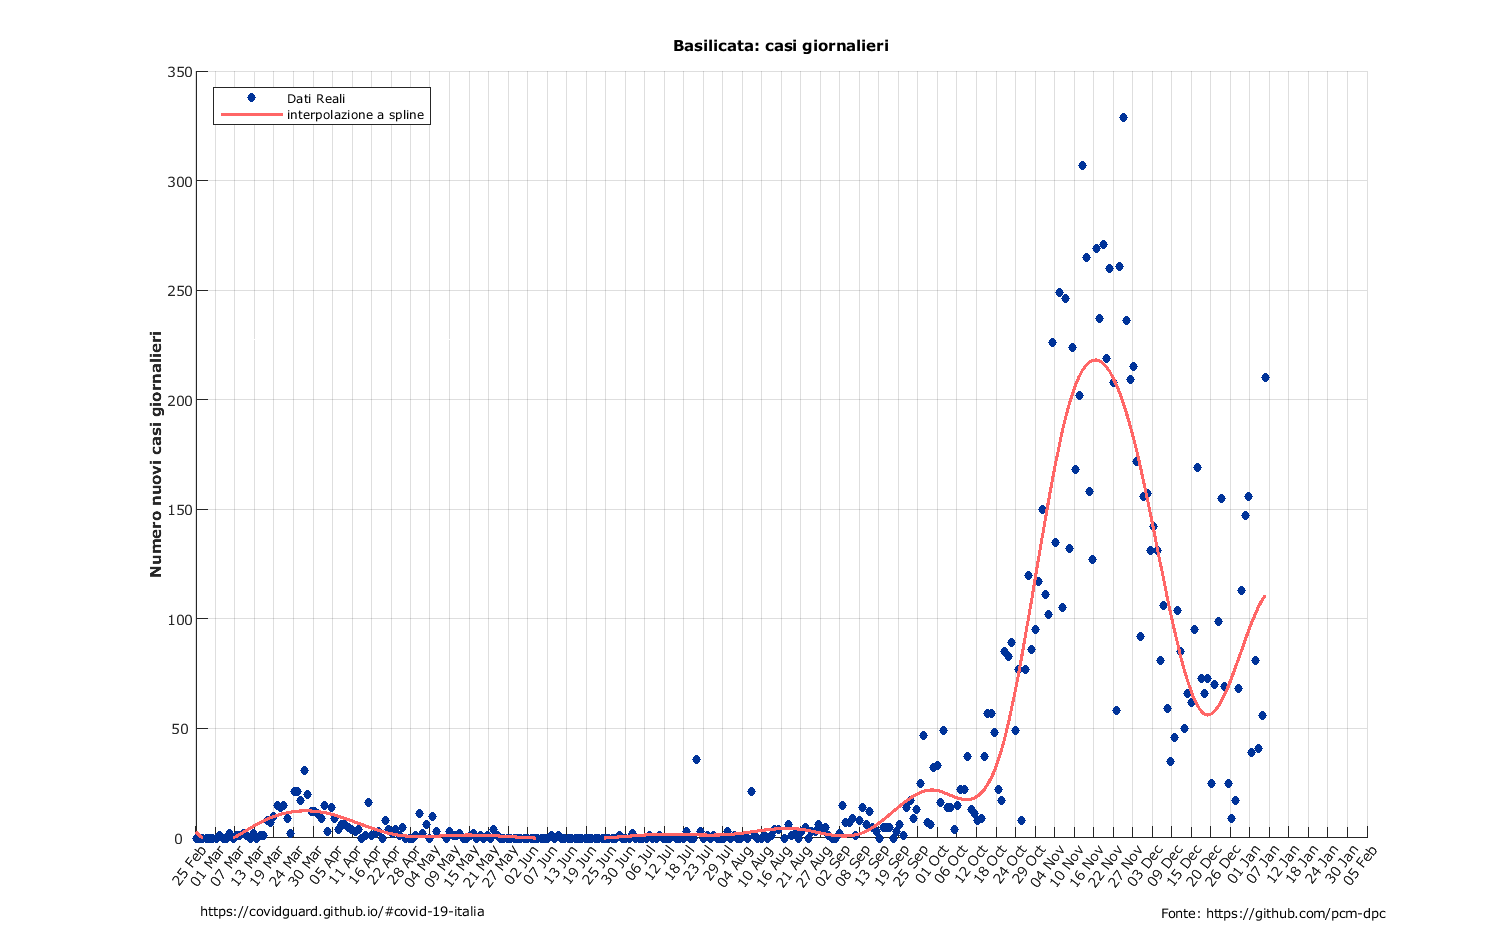 Basilicata: casi giornalieri
350
300
250
200
150
100
50
0
Numero nuovi casi giornalieri
Dati Reali
interpolazione a spline
25 Feb
01 Mar
07 Mar
13 Mar
19 Mar
24 Mar
30 Mar
05 Apr
11 Apr
16 Apr
22 Apr
28 Apr
04 May
09 May
15 May
21 May
27 May
02 Jun
07 Jun
13 Jun
19 Jun
25 Jun
30 Jun
06 Jul
12 Jul
18 Jul
23 Jul
29 Jul
04 Aug
10 Aug
16 Aug
21 Aug
27 Aug
02 Sep
08 Sep
13 Sep
19 Sep
25 Sep
01 Oct
06 Oct
12 Oct
18 Oct
24 Oct
29 Oct
04 Nov
10 Nov
16 Nov
22 Nov
27 Nov
03 Dec
09 Dec
15 Dec
20 Dec
26 Dec
01 Jan
07 Jan
12 Jan
18 Jan
24 Jan
30 Jan
05 Feb
https://covidguard.github.io/#covid-19-italia
Fonte: https://github.com/pcm-dpc